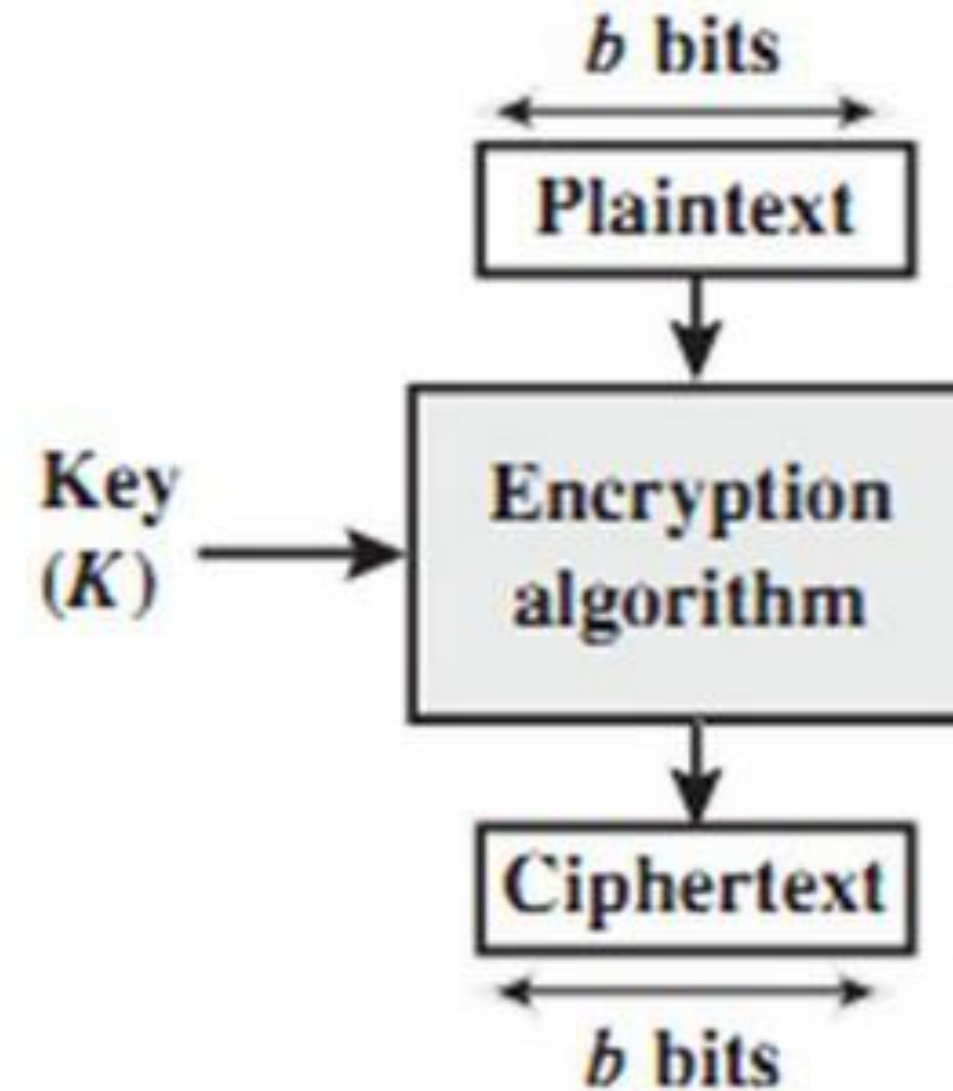 b bits
Plaintext
Key
(K)
Encryption
algorithm
Ciphertext
b bits